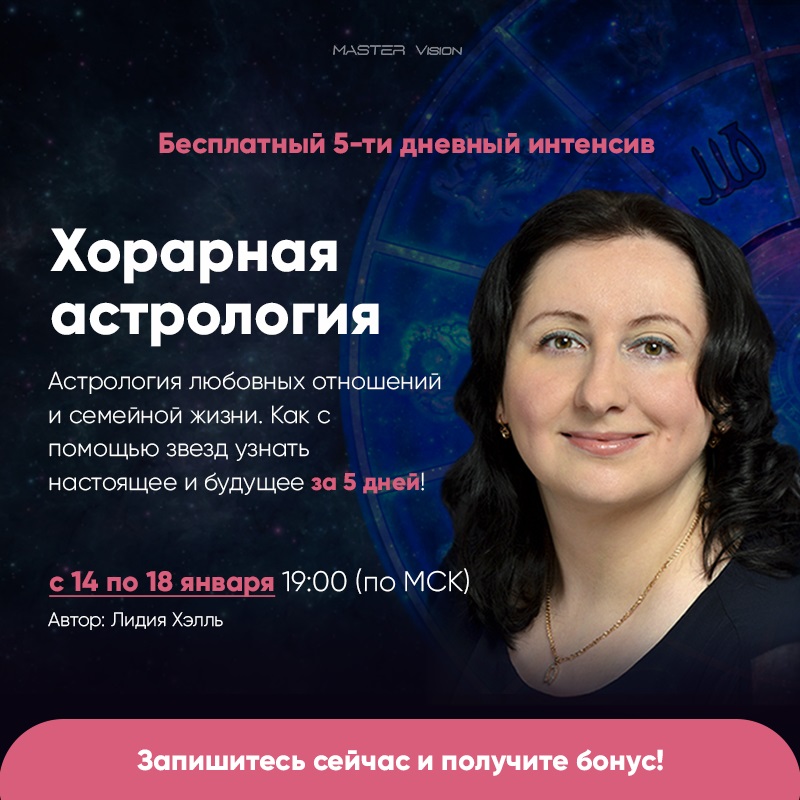 MASTER Vision
Бесплатный 5-ти дневный интенсив
Хорарная
астрология
Астрология любовных отношений
и семейной жизни. Как с
помощью звезд узнать
настоящее и будущее за 5 дней!
с 14 по 18 января 19:00 (по МСК)
Автор: Лидия Хэлль
Запишитесь сейчас и получите бонус!